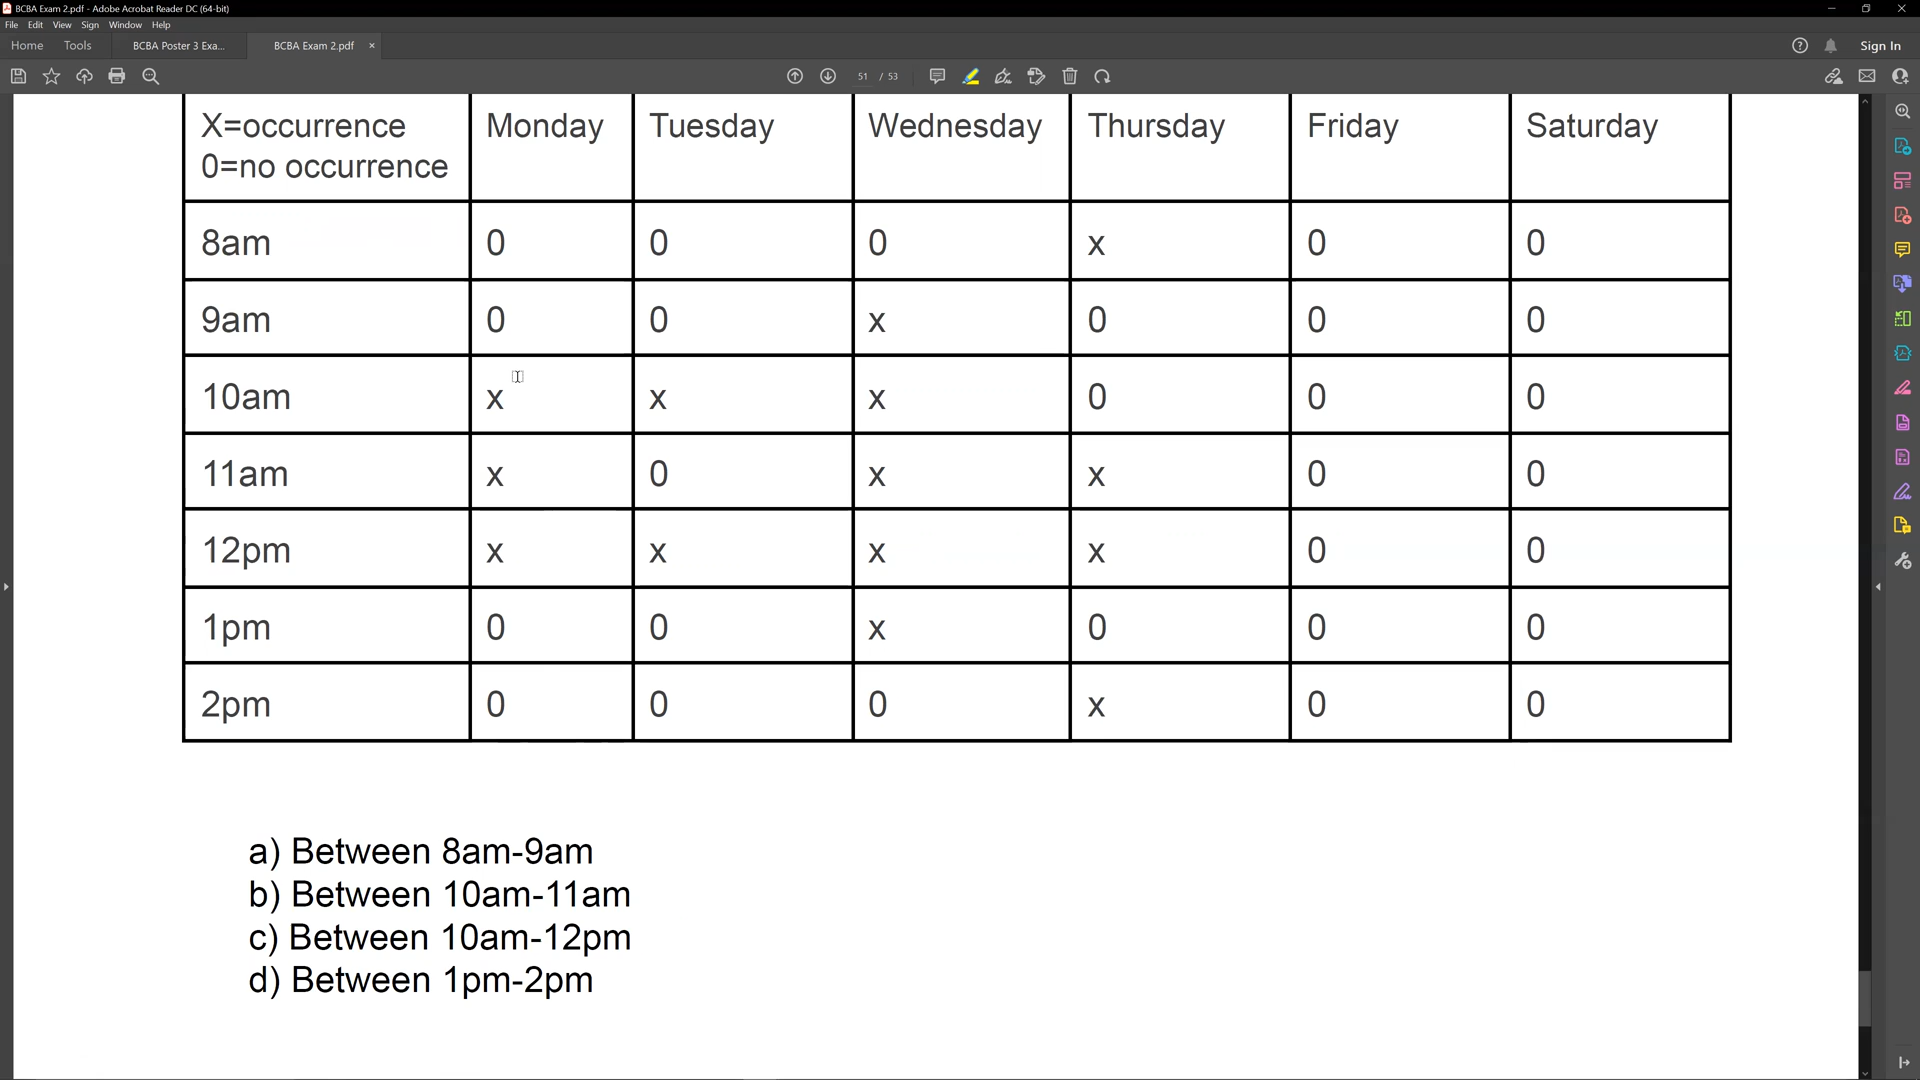 BCBA Exam 2.pdf - Adobe Acrobat Reader DC (64-bit)
File Edit View Sign Window Help
Home Tools BCBA Poster 3 Exa... BCBA Exam 2.pdf × Sign In
51 / 53
X=occurrence Monday Tuesday Wednesday Thursday Friday Saturday
0=no occurrence
8am 0 0 0 x 0 0
9am 0 0 x 0 0 0
10am x x x 0 0 0
11am x 0 x x 0 0
12pm x x x x 0 0
1pm 0 0 x 0 0 0
2pm 0 0 0 x 0 0
a) Between 8am-9am
b) Between 10am-11am
c) Between 10am-12pm
d) Between 1pm-2pm